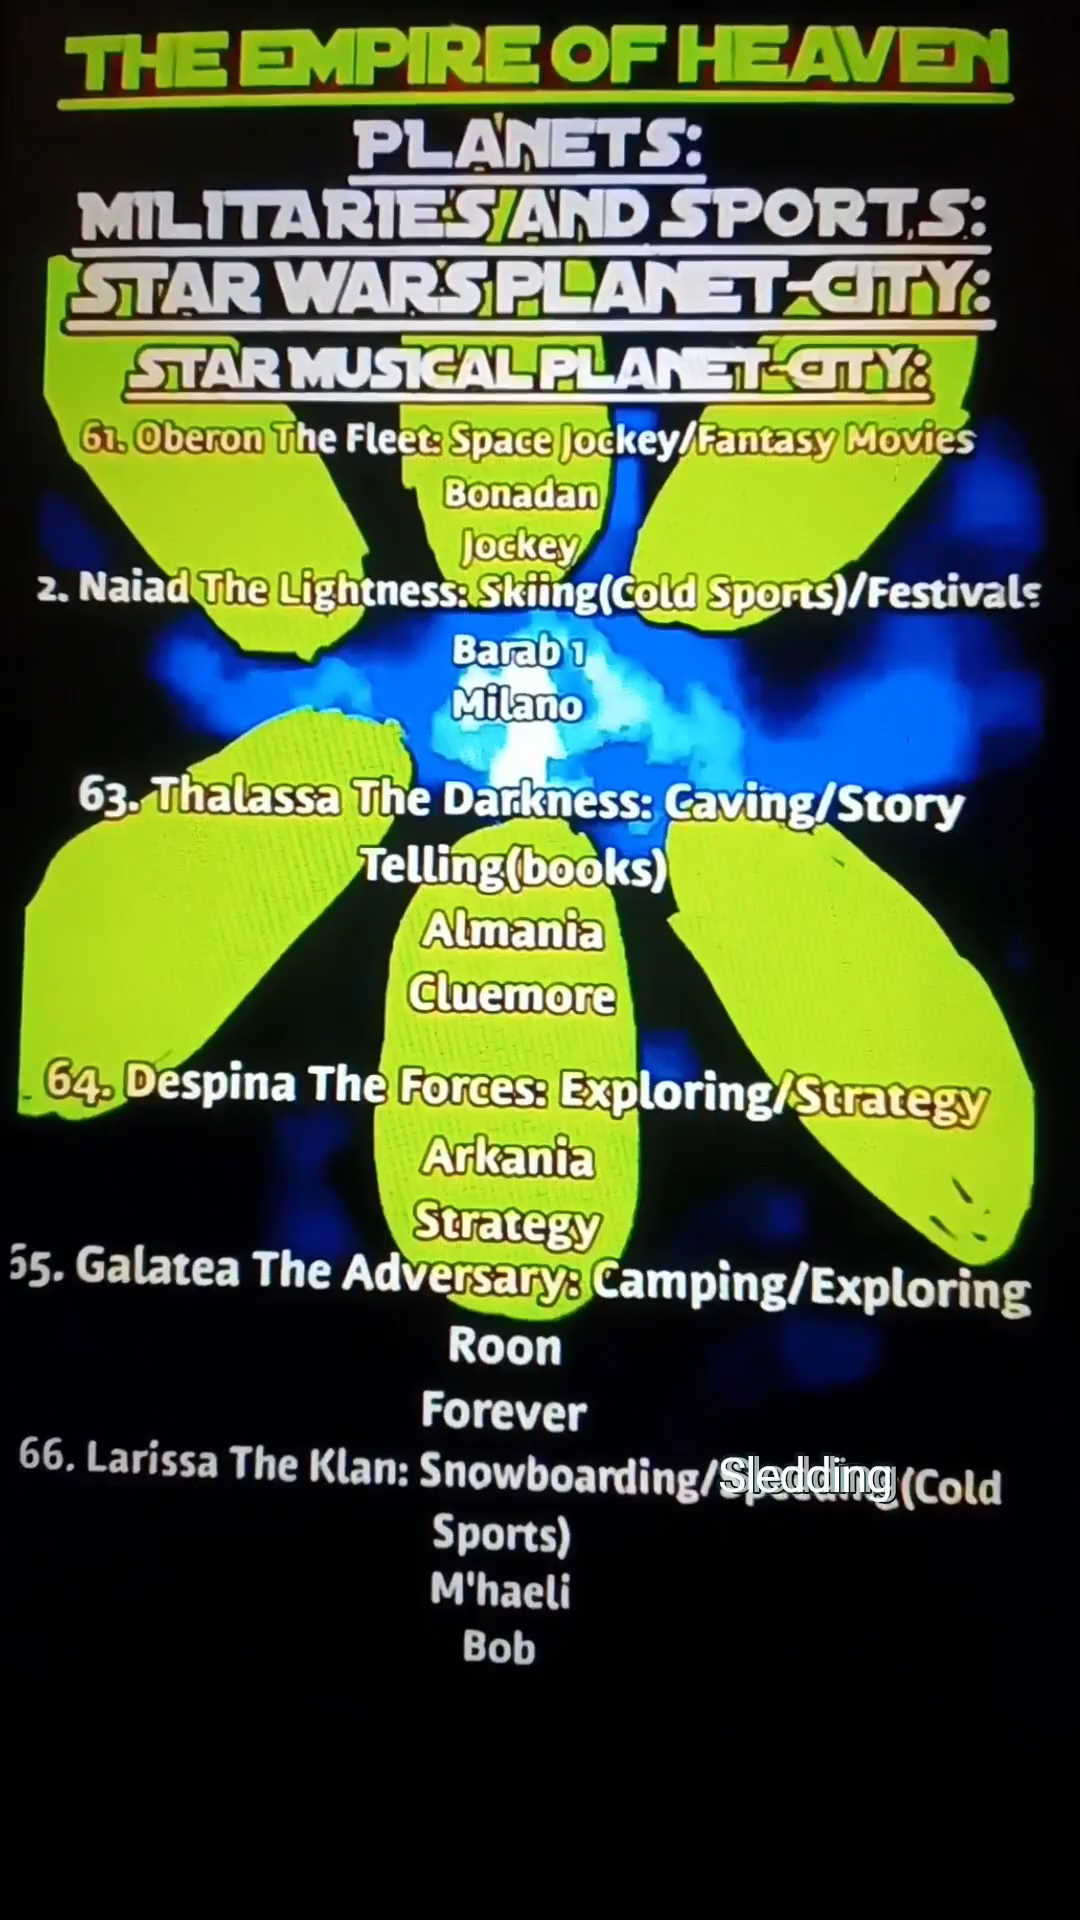 THE EMPIRE OF HEAVEN
PLANETS:
MILITARIES AND SPORTS:
STAR WARS PLANET-CITY:
STAR MUSICAL PLANET-CITY:
61. Oberon The Fleet: Space Jockey/Fantasy Movies
Bonadan
Jockey
2. Naiad The Lightness: Skiing(Cold Sports)/Festivals
Barab 1
Milano
63. Thalassa The Darkness: Caving/Story
Telling(books)
Almania
Cluemore
64. Despina The Forces: Exploring/Strategy
Arkania
Strategy
65. Galatea The Adversary: Camping/Exploring
Roon
Forever
66. Larissa The Klan: Snowboarding/Sledding(Cold
Sports)
M'haeli
Bob